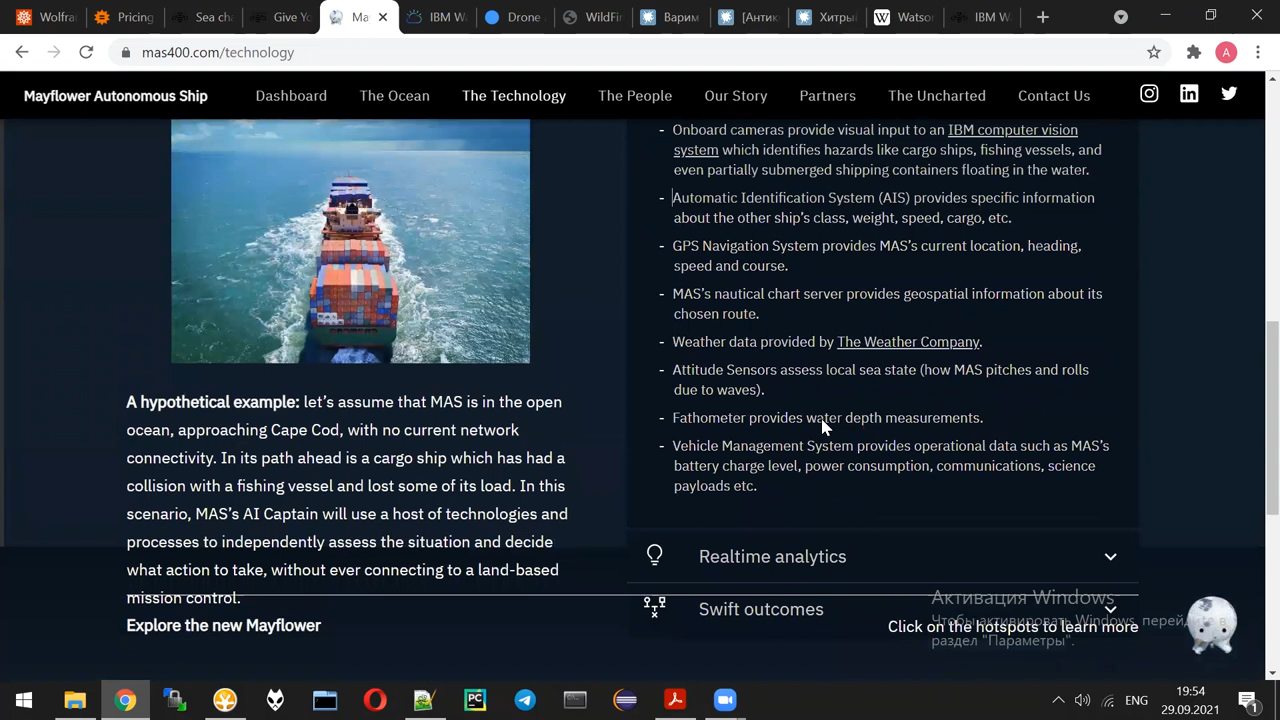 Wolfra
Pricing
Sea cha
Give Yo
Ma
IBM Wa
Drone
WildFi
Варим
[Антик
Хитры
Watso
IBM Wa
mas400.com/technology
A
Mayflower Autonomous Ship
Dashboard
The Ocean
The Technology
The People
Our Story
Partners
The Uncharted
Contact Us
- Onboard cameras provide visual input to an IBM computer vision
system which identifies hazards like cargo ships, fishing vessels, and
even partially submerged shipping containers floating in the water.
- Automatic Identification System (AIS) provides specific information
about the other ship’s class, weight, speed, cargo, etc.
- GPS Navigation System provides MAS’s current location, heading,
speed and course.
- MAS’s nautical chart server provides geospatial information about its
chosen route.
- Weather data provided by The Weather Company.
- Attitude Sensors assess local sea state (how MAS pitches and rolls
due to waves).
- Fathometer provides water depth measurements.
- Vehicle Management System provides operational data such as MAS’s
battery charge level, power consumption, communications, science
payloads etc.
A hypothetical example: let’s assume that MAS is in the open
ocean, approaching Cape Cod, with no current network
connectivity. In its path ahead is a cargo ship which has had a
collision with a fishing vessel and lost some of its load. In this
scenario, MAS’s AI Captain will use a host of technologies and
processes to independently assess the situation and decide
what action to take, without ever connecting to a land-based
mission control.
Explore the new Mayflower
Realtime analytics
Swift outcomes
Click on the hotspots to learn more
Активация Windows
Чтобы активировать Windows, перейдите в
раздел "Параметры".
PC
ENG
19:54
29.09.2021
1